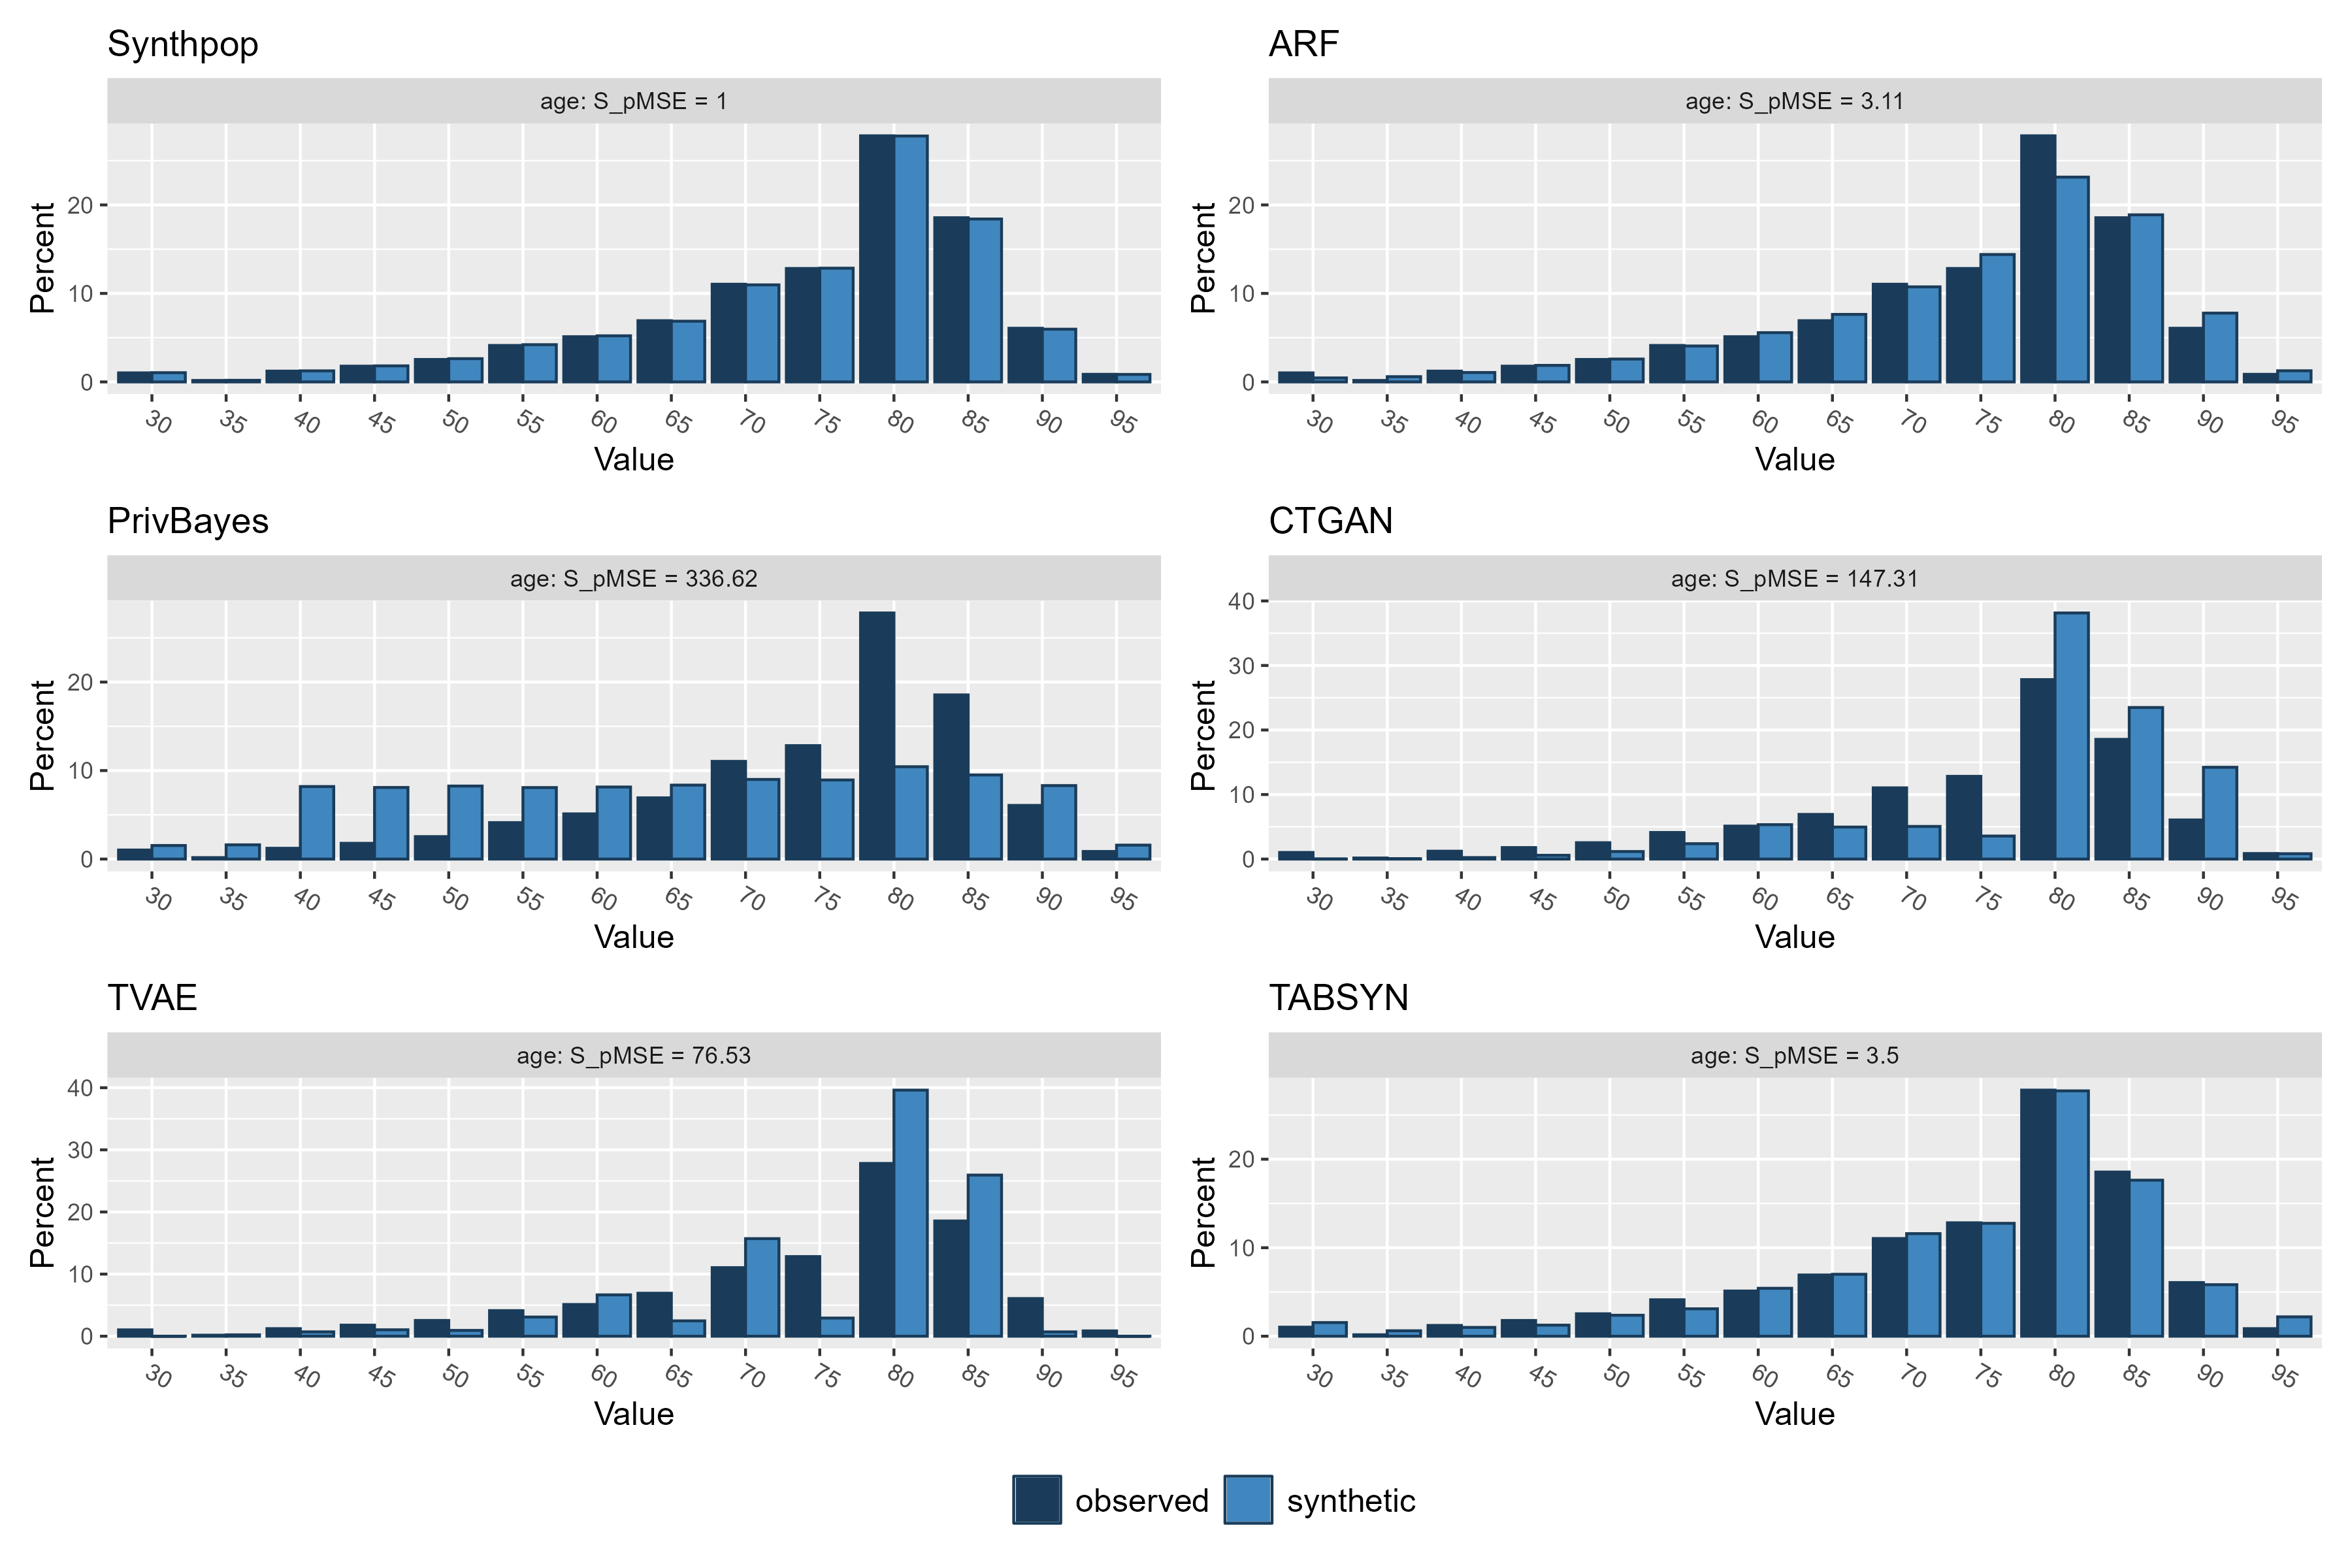 Synthpop
age: S_pMSE = 1
Percent
20
10
0
30 35 40 45 50 55 60 65 70 75 80 85 90 95
Value
ARF
age: S_pMSE = 3.11
Percent
20
10
0
30 35 40 45 50 55 60 65 70 75 80 85 90 95
Value
PrivBayes
age: S_pMSE = 336.62
Percent
20
10
0
30 35 40 45 50 55 60 65 70 75 80 85 90 95
Value
CTGAN
age: S_pMSE = 147.31
Percent
40
30
20
10
0
30 35 40 45 50 55 60 65 70 75 80 85 90 95
Value
TVAE
age: S_pMSE = 76.53
Percent
40
30
20
10
0
30 35 40 45 50 55 60 65 70 75 80 85 90 95
Value
TABSYN
age: S_pMSE = 3.5
Percent
20
10
0
30 35 40 45 50 55 60 65 70 75 80 85 90 95
Value
observed synthetic